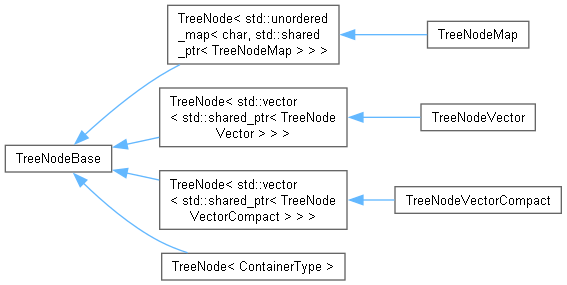 TreeNode< std::unordered
_map< char, std::shared
_ptr< TreeNodeMap > > >
TreeNodeMap
TreeNode< std::vector
< std::shared_ptr< TreeNode
Vector > > >
TreeNodeVector
TreeNodeBase
TreeNode< std::vector
< std::shared_ptr< TreeNode
VectorCompact > > >
TreeNodeVectorCompact
TreeNode< ContainerType >